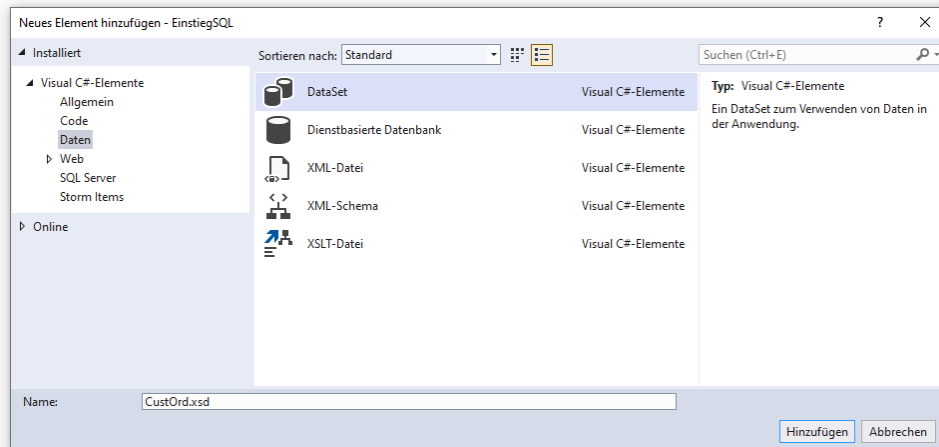 Neues Element hinzufügen - EinstiegSQL
? ✕
Installiert
Sortieren nach: Standard
Suchen (Ctrl+E)
Visual C#-Elemente
Allgemein
Code
Daten
Web
SQL Server
Storm Items
Online
DataSet Visual C#-Elemente
Dienstbasierte Datenbank Visual C#-Elemente
XML-Datei Visual C#-Elemente
XML-Schema Visual C#-Elemente
XSLT-Datei Visual C#-Elemente
Typ: Visual C#-Elemente
Ein DataSet zum Verwenden von Daten in
der Anwendung.
Name: CustOrd.xsd
Hinzufügen Abbrechen